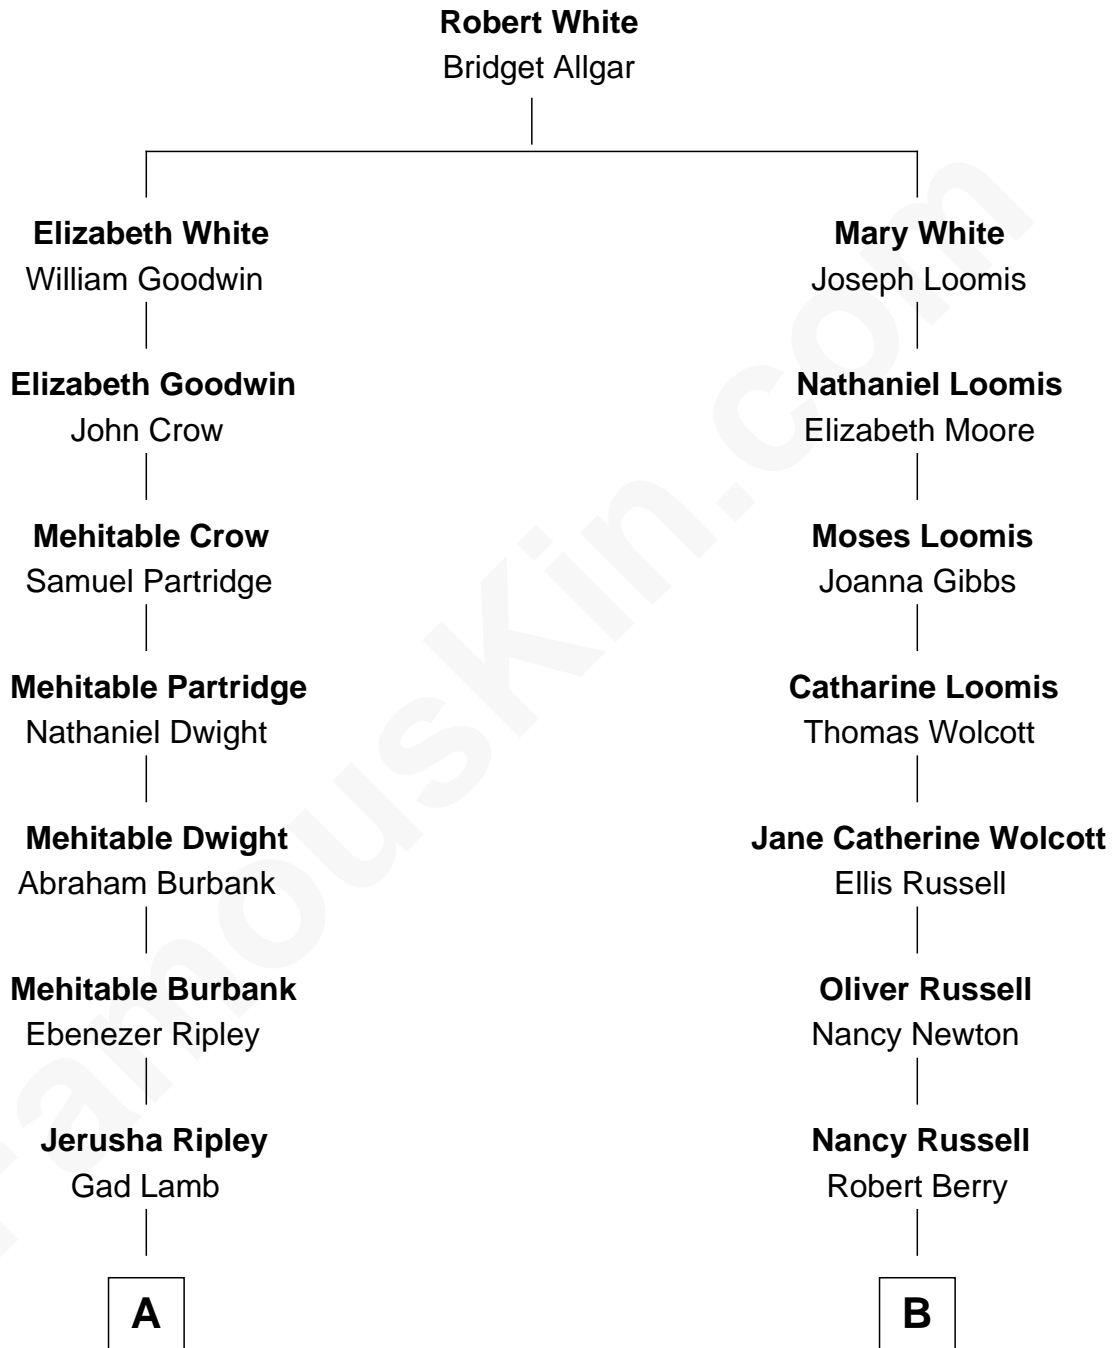 Robert White
Bridget Allgar
Elizabeth White
William Goodwin
Mary White
Joseph Loomis
Elizabeth Goodwin
John Crow
Nathaniel Loomis
Elizabeth Moore
Mehitable Crow
Samuel Partridge
Moses Loomis
Joanna Gibbs
Mehitable Partridge
Nathaniel Dwight
Catharine Loomis
Thomas Wolcott
Mehitable Dwight
Abraham Burbank
Jane Catherine Wolcott
Ellis Russell
Mehitable Burbank
Ebenezer Ripley
Oliver Russell
Nancy Newton
Jerusha Ripley
Gad Lamb
Nancy Russell
Robert Berry
A
B
FamousKin.com